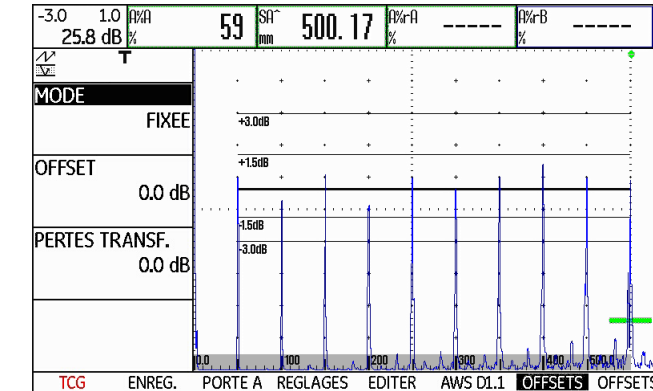 -3.0 1.0
25.8 dB
A%A
%
59
SA^
mm
500.17
A%rA
%
-----
A%rB
%
-----
T
MODE
FIXEE
OFFSET
0.0 dB
PERTES TRANSF.
0.0 dB
+3.0dB
+1.5dB
-1.5dB
-3.0dB
0.0 100 200 300 400 500.0
TCG ENREG. PORTE A REGLAGES EDITER AWS D1.1 OFFSETS OFFSET